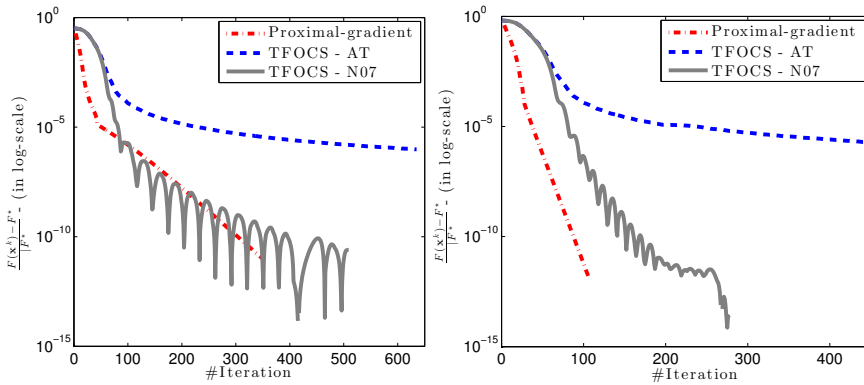 Proximal-gradient
TFOCS - AT
TFOCS - N07
10^0
10^-5
10^-10
10^-15
0 100 200 300 400 500 600
#Iteration
(F(x^k)-F*)/|F*| - (in log-scale)
Proximal-gradient
TFOCS - AT
TFOCS - N07
10^0
10^-5
10^-10
10^-15
0 100 200 300 400
#Iteration
(F(x^k)-F*)/|F*| - (in log-scale)